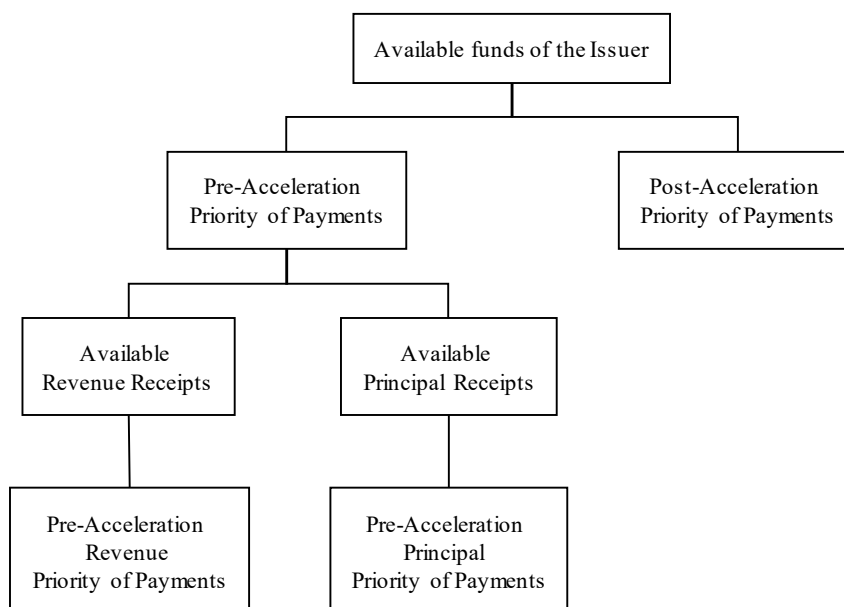 Available funds of the Issuer
Pre-Acceleration
Priority of Payments
Post-Acceleration
Priority of Payments
Available
Revenue Receipts
Available
Principal Receipts
Pre-Acceleration
Revenue
Priority of Payments
Pre-Acceleration
Principal
Priority of Payments